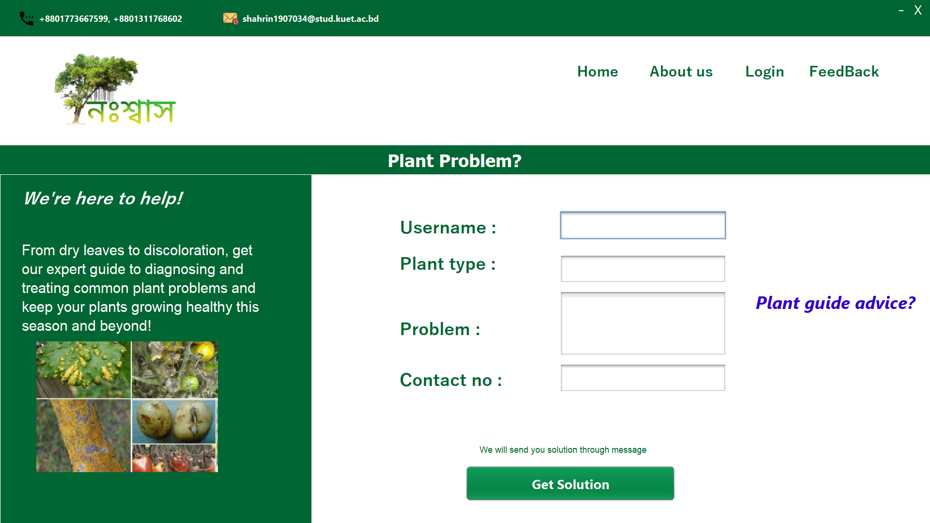 +8801773667599, +8801311768602
shahrin1907034@stud.kuet.ac.bd
– X
নঃশ্বাস
Home About us Login FeedBack
Plant Problem?
We're here to help!
From dry leaves to discoloration, get
our expert guide to diagnosing and
treating common plant problems and
keep your plants growing healthy this
season and beyond!
Username :
Plant type :
Problem :
Contact no :
Plant guide advice?
We will send you solution through message
Get Solution